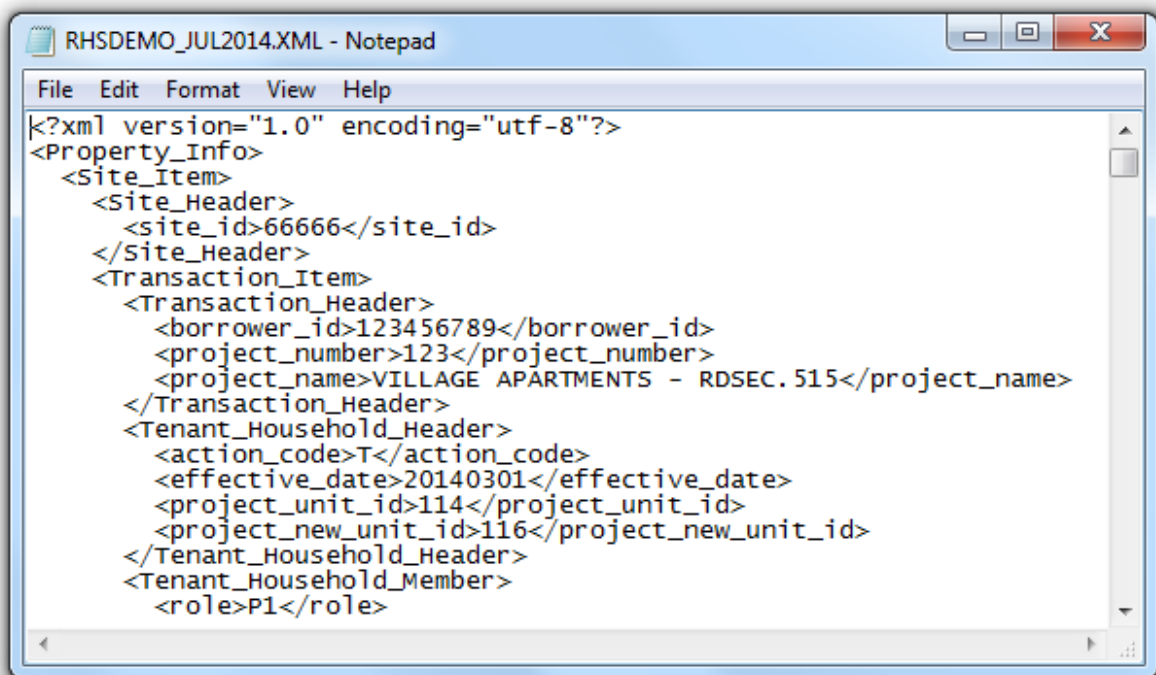 RHSDEMO_JUL2014.XML - Notepad
File Edit Format View Help
<?xml version="1.0" encoding="utf-8"?>
<Property_Info>
  <Site_Item>
    <Site_Header>
      <site_id>66666</site_id>
    </Site_Header>
    <Transaction_Item>
      <Transaction_Header>
        <borrower_id>123456789</borrower_id>
        <project_number>123</project_number>
        <project_name>VILLAGE APARTMENTS - RDSEC.515</project_name>
      </Transaction_Header>
      <Tenant_Household_Header>
        <action_code>T</action_code>
        <effective_date>20140301</effective_date>
        <project_unit_id>114</project_unit_id>
        <project_new_unit_id>116</project_new_unit_id>
      </Tenant_Household_Header>
      <Tenant_Household_Member>
        <role>P1</role>